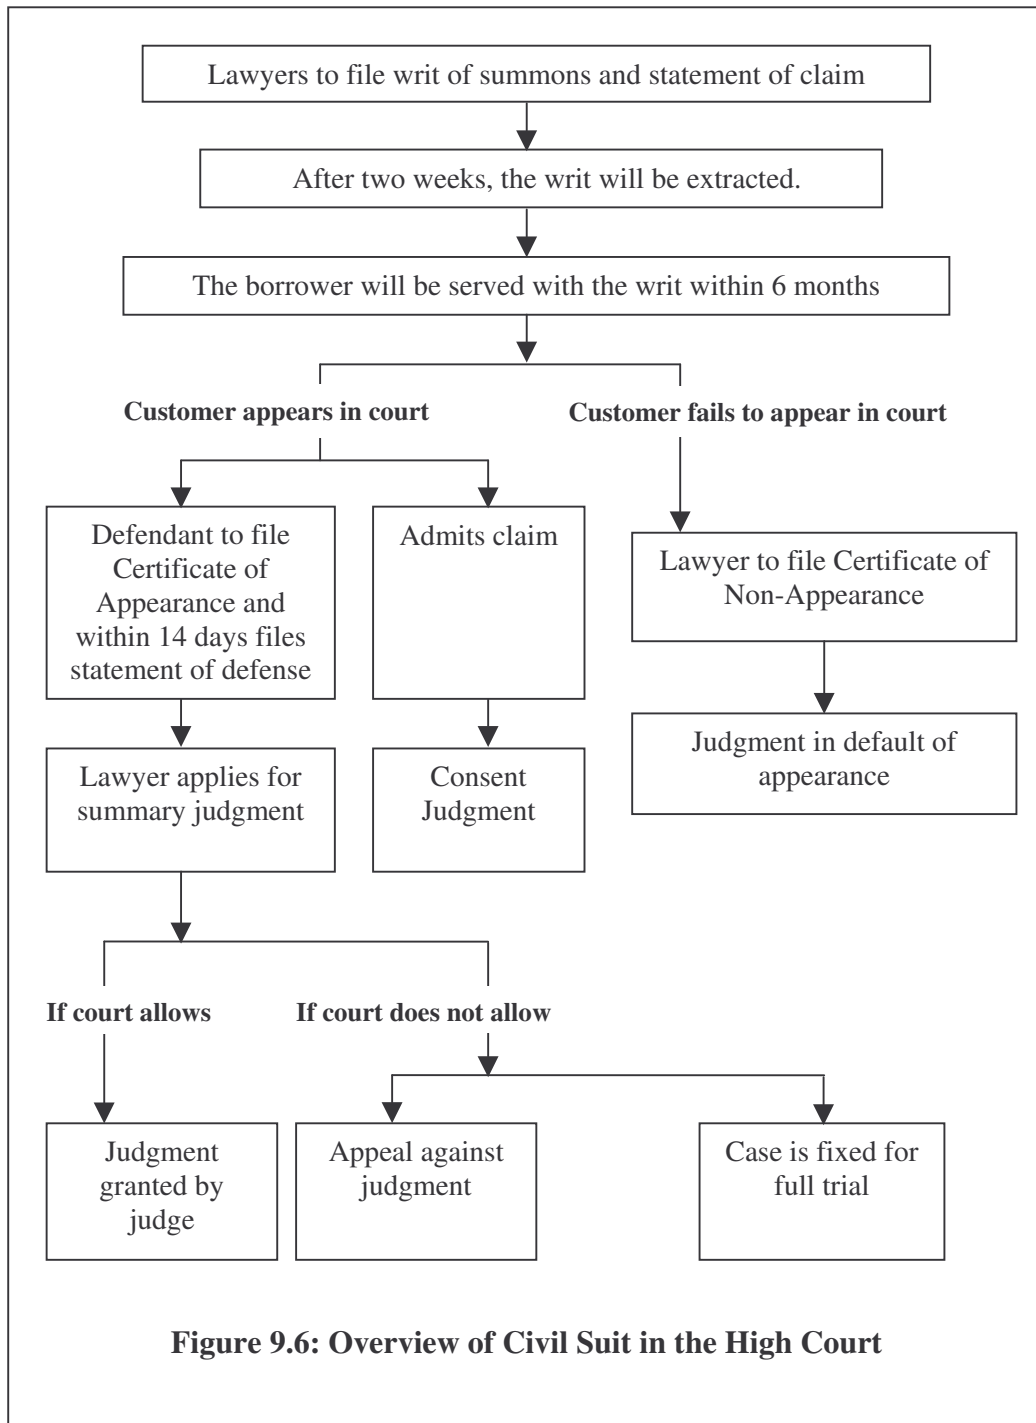 Lawyers to file writ of summons and statement of claim
After two weeks, the writ will be extracted.
The borrower will be served with the writ within 6 months
Customer appears in court
Customer fails to appear in court
Defendant to file
Certificate of
Appearance and
within 14 days files
statement of defense
Admits claim
Lawyer to file Certificate of
Non-Appearance
Lawyer applies for
summary judgment
Consent
Judgment
Judgment in default of
appearance
If court allows
If court does not allow
Judgment
granted by
judge
Appeal against
judgment
Case is fixed for
full trial
Figure 9.6: Overview of Civil Suit in the High Court